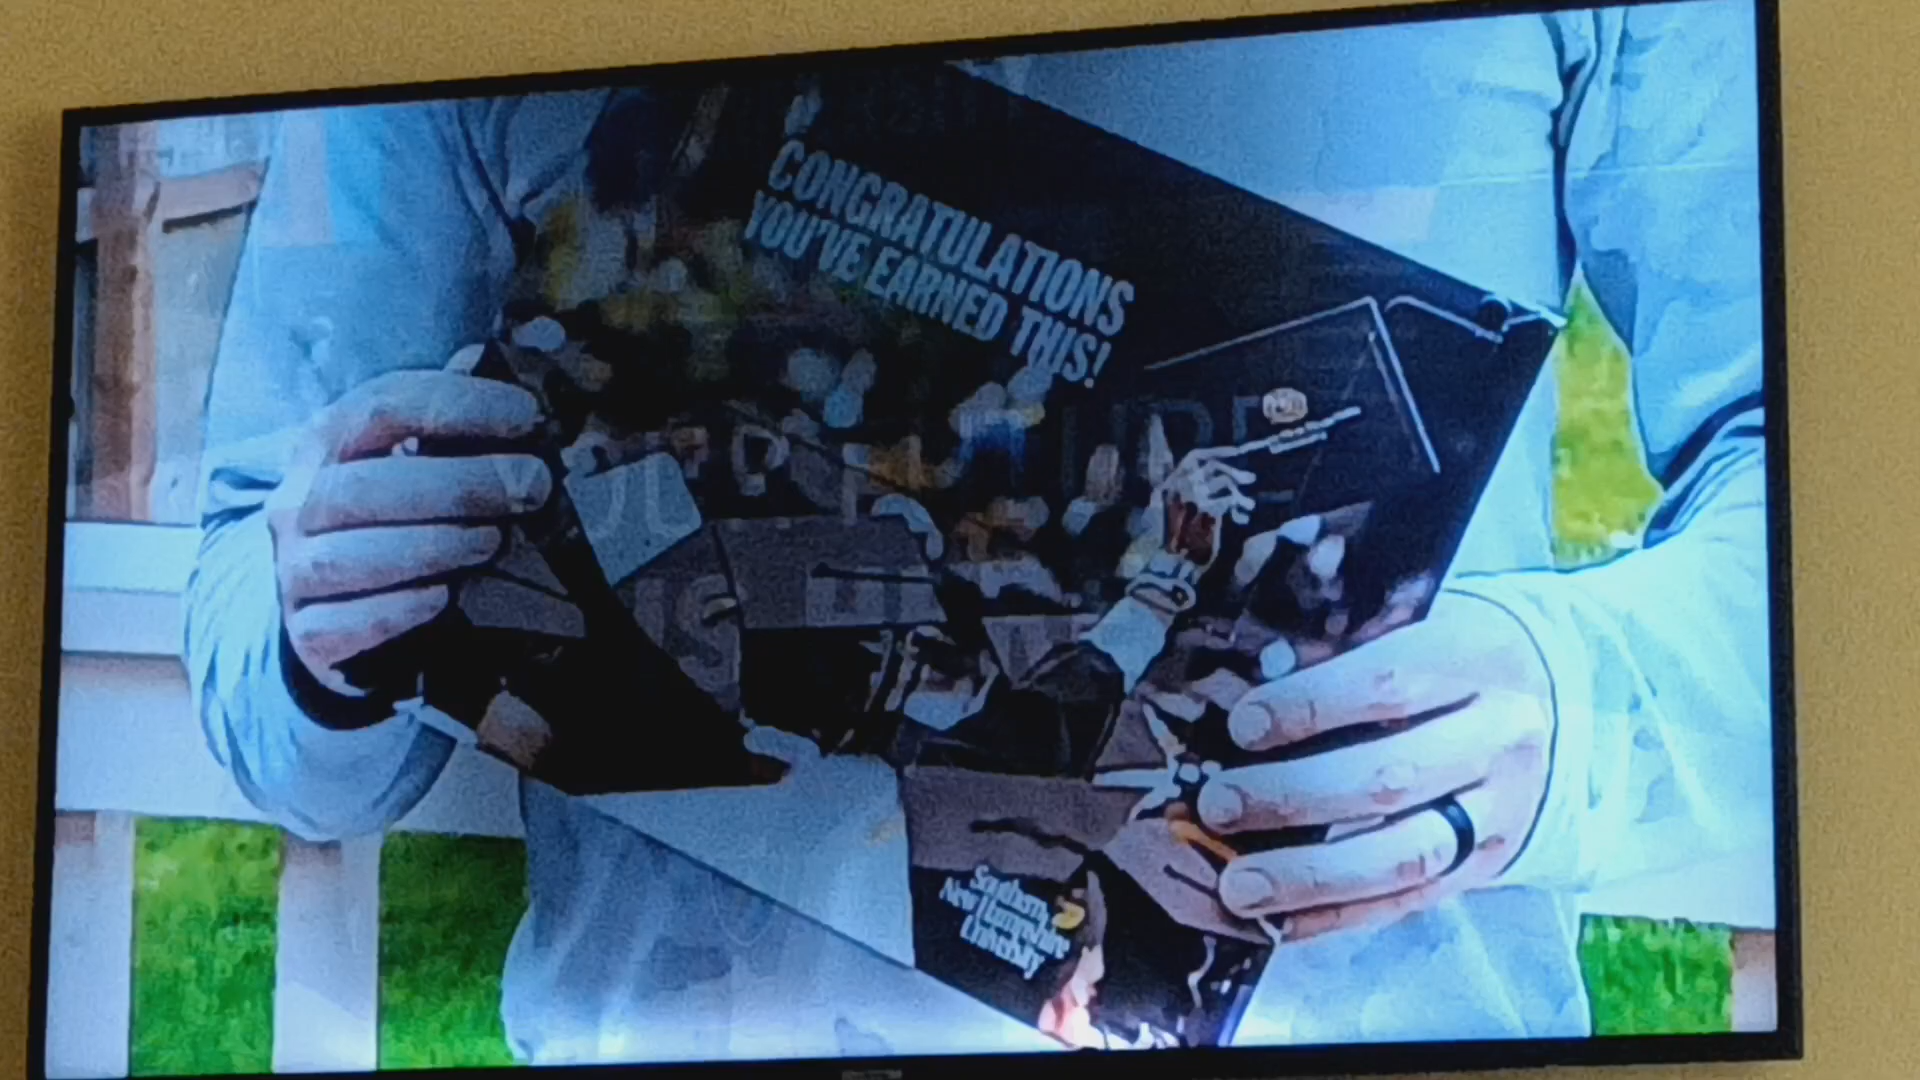 CONGRATULATIONS
YOU'VE EARNED THIS!
Southern
New Hampshire
University